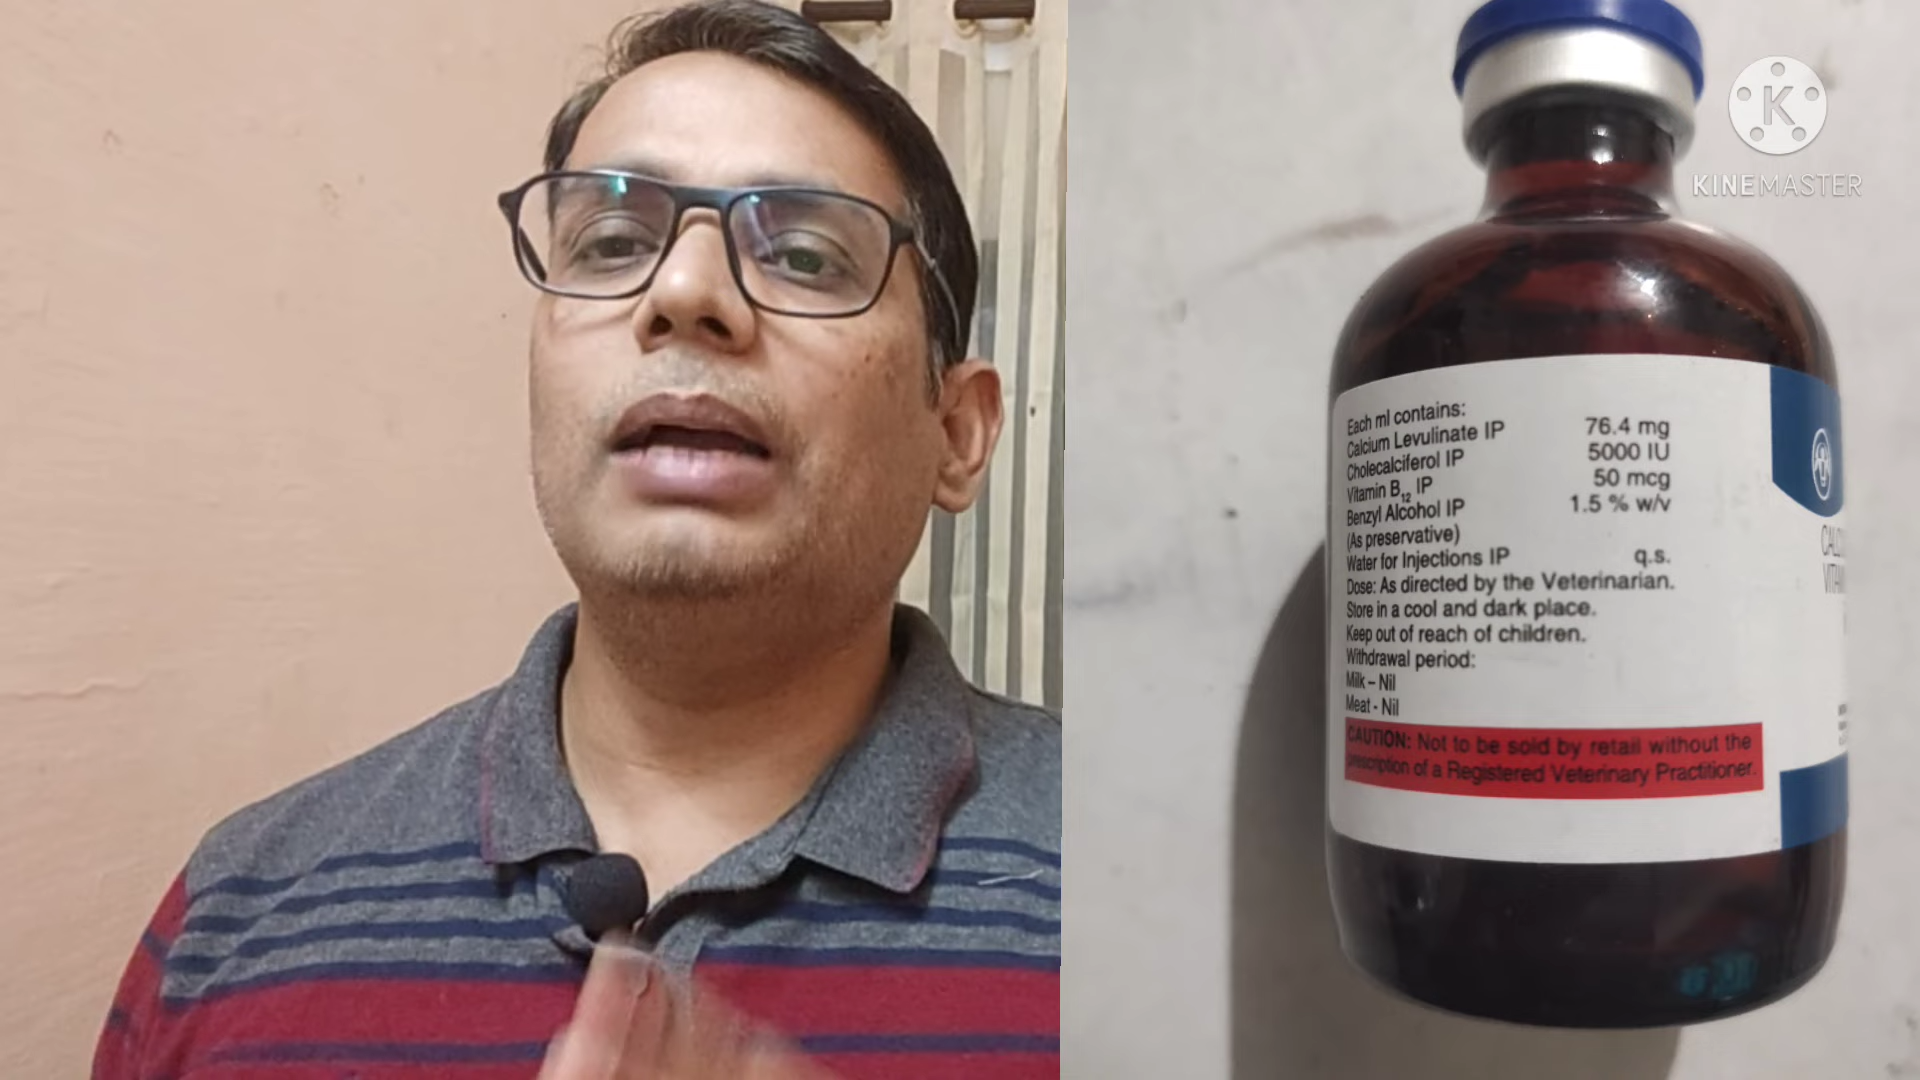 K
KINEMASTER
Each ml contains:
Calcium Levulinate IP 76.4 mg
Cholecalciferol IP 5000 IU
Vitamin B12 IP 50 mcg
Benzyl Alcohol IP 1.5 % w/v
(As preservative)
Water for Injections IP q.s.
Dose: As directed by the Veterinarian.
Store in a cool and dark place.
Keep out of reach of children.
Withdrawal period:
Milk – Nil
Meat - Nil
CAUTION: Not to be sold by retail without the
prescription of a Registered Veterinary Practitioner.